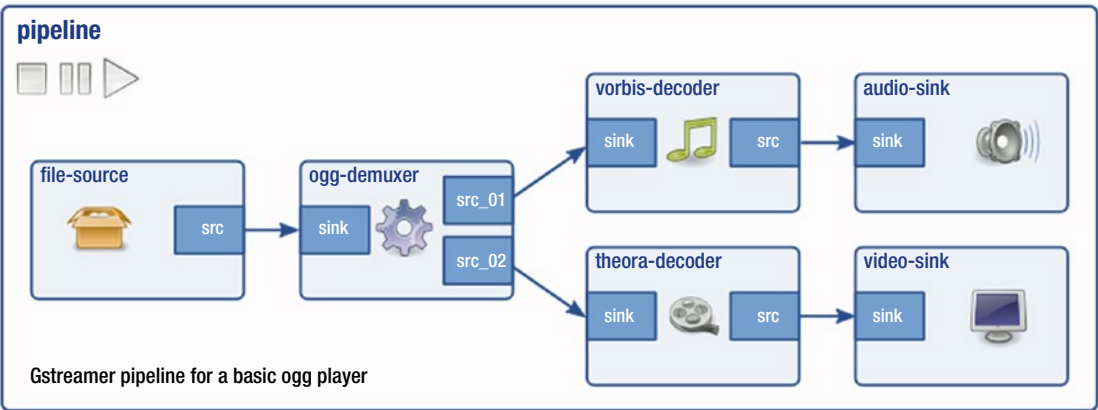 pipeline
file-source
src
ogg-demuxer
sink
src_01
src_02
vorbis-decoder
sink
src
audio-sink
sink
theora-decoder
sink
src
video-sink
sink
Gstreamer pipeline for a basic ogg player